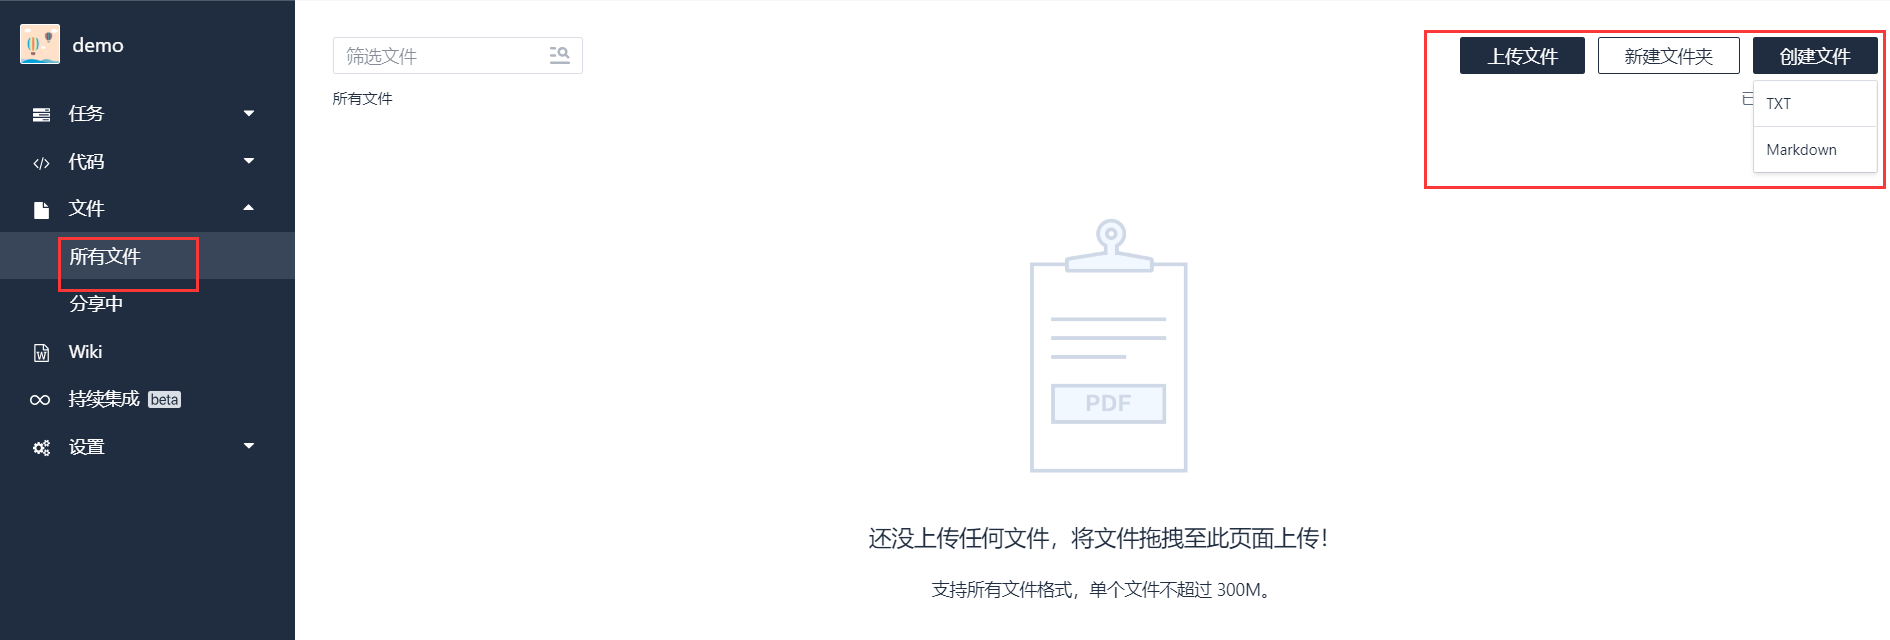 demo
任务
代码
文件
所有文件
分享中
Wiki
持续集成 beta
设置
筛选文件
上传文件 新建文件夹 创建文件
所有文件
TXT
Markdown
PDF
还没上传任何文件，将文件拖拽至此页面上传！
支持所有文件格式，单个文件不超过 300M。